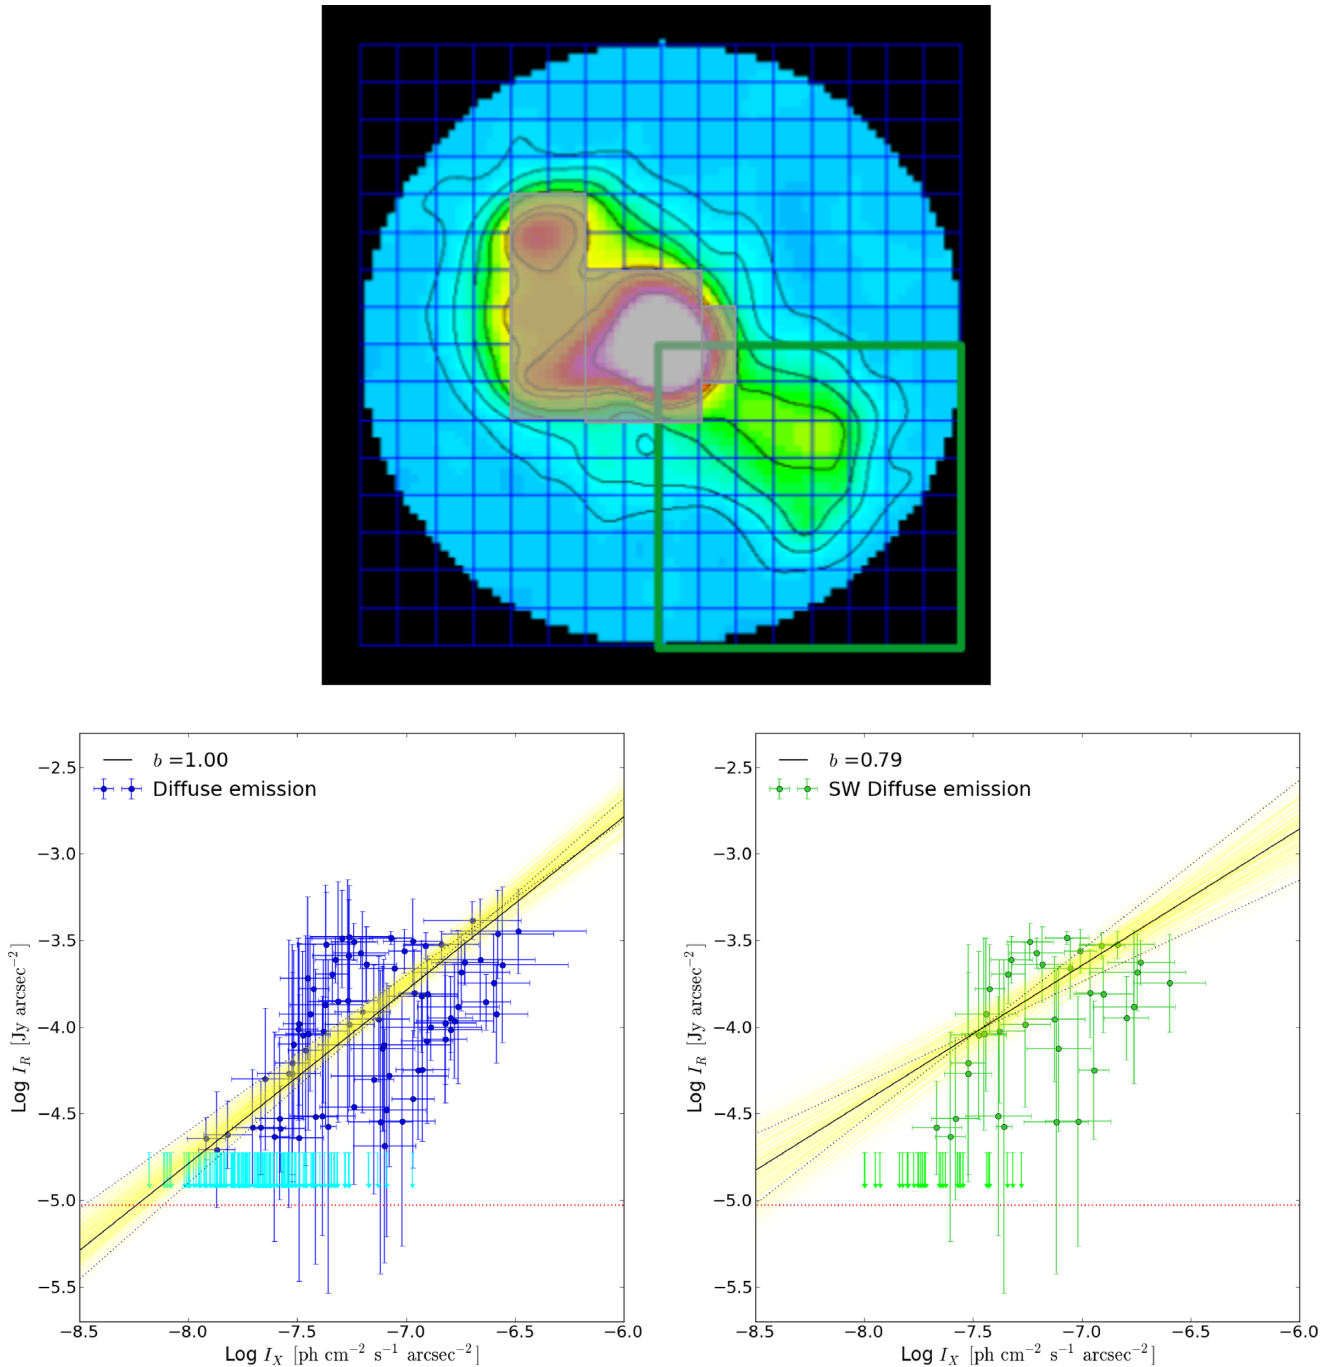 b =1.00
Diffuse emission
−2.5
−3.0
−3.5
−4.0
−4.5
−5.0
−5.5
Log I_R [Jy arcsec⁻²]
−8.5 −8.0 −7.5 −7.0 −6.5 −6.0
Log I_X [ph cm⁻² s⁻¹ arcsec⁻²]
b =0.79
SW Diffuse emission
−2.5
−3.0
−3.5
−4.0
−4.5
−5.0
−5.5
Log I_R [Jy arcsec⁻²]
−8.5 −8.0 −7.5 −7.0 −6.5 −6.0
Log I_X [ph cm⁻² s⁻¹ arcsec⁻²]